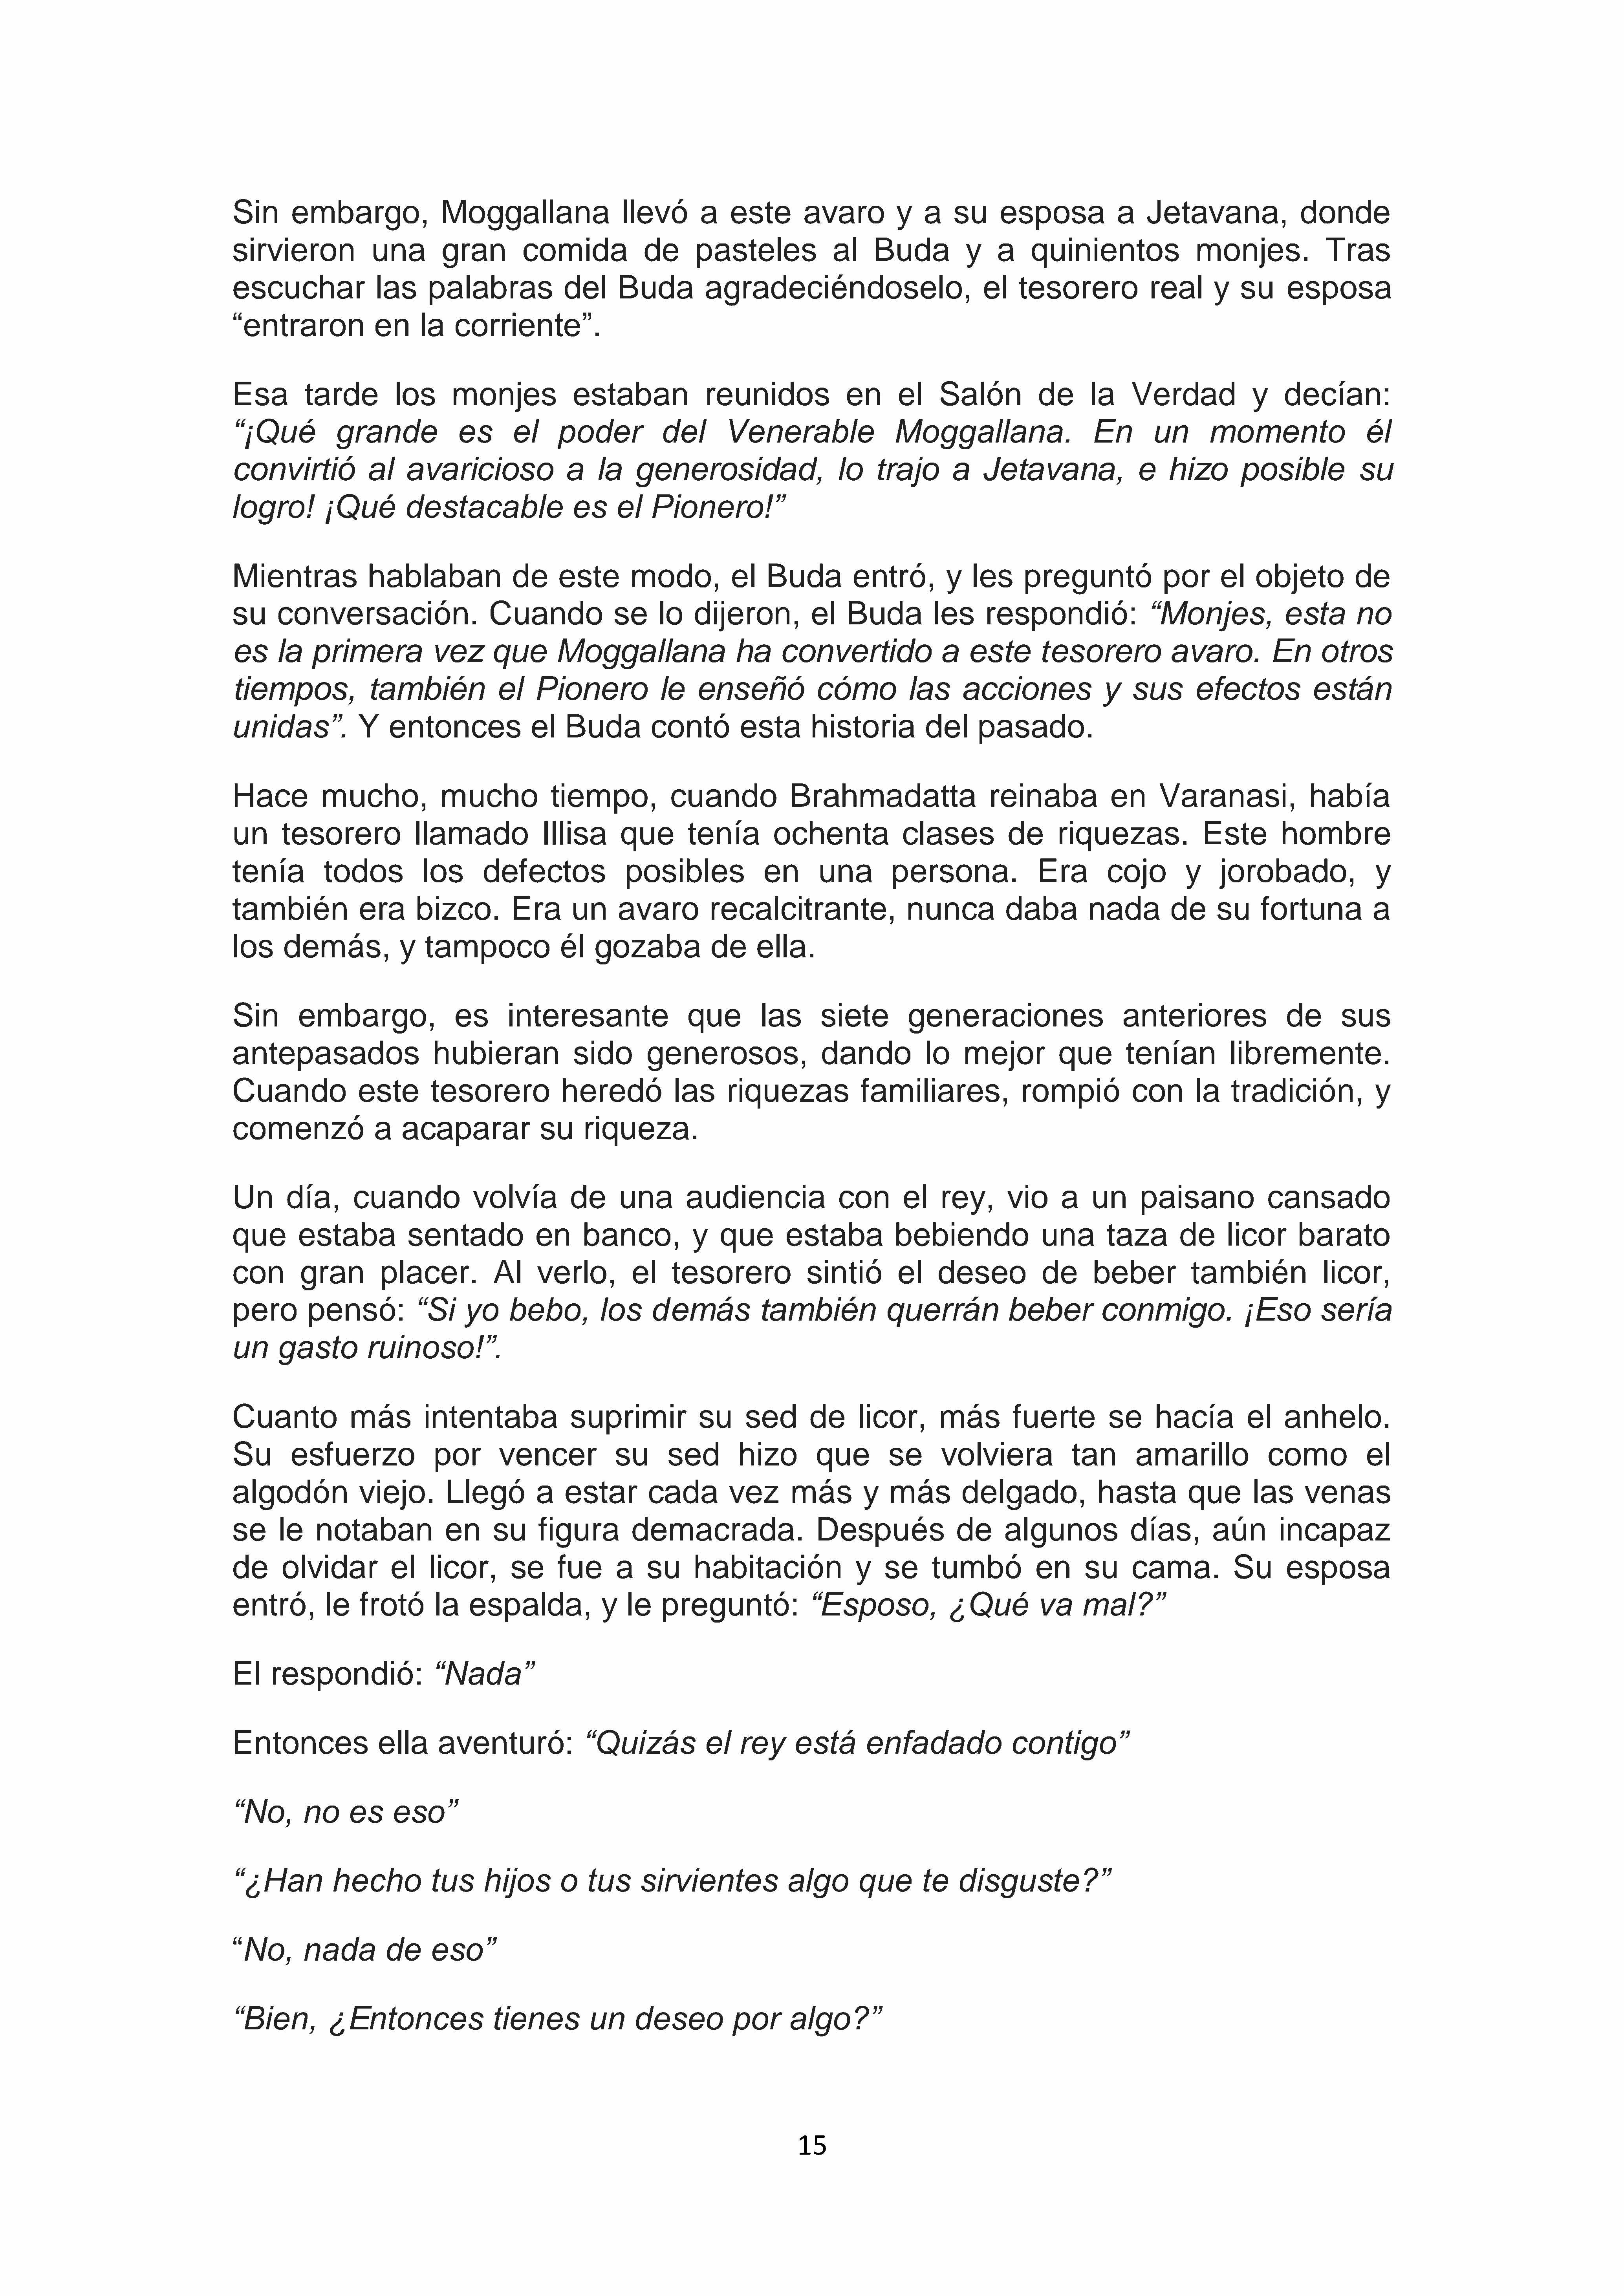 Sin embargo, Moggallana llevó a este avaro y a su esposa a Jetavana, donde
sirvieron una gran comida de pasteles al Buda y a quinientos monjes. Tras
escuchar las palabras del Buda agradeciéndoselo, el tesorero real y su esposa
“entraron en la corriente”.
Esa tarde los monjes estaban reunidos en el Salón de la Verdad y decían:
“¡Qué grande es el poder del Venerable Moggallana. En un momento él
convirtió al avaricioso a la generosidad, lo trajo a Jetavana, e hizo posible su
logro! ¡Qué destacable es el Pionero!”
Mientras hablaban de este modo, el Buda entró, y les preguntó por el objeto de
su conversación. Cuando se lo dijeron, el Buda les respondió: “Monjes, esta no
es la primera vez que Moggallana ha convertido a este tesorero avaro. En otros
tiempos, también el Pionero le enseñó cómo las acciones y sus efectos están
unidas”. Y entonces el Buda contó esta historia del pasado.
Hace mucho, mucho tiempo, cuando Brahmadatta reinaba en Varanasi, había
un tesorero llamado Illisa que tenía ochenta clases de riquezas. Este hombre
tenía todos los defectos posibles en una persona. Era cojo y jorobado, y
también era bizco. Era un avaro recalcitrante, nunca daba nada de su fortuna a
los demás, y tampoco él gozaba de ella.
Sin embargo, es interesante que las siete generaciones anteriores de sus
antepasados hubieran sido generosos, dando lo mejor que tenían libremente.
Cuando este tesorero heredó las riquezas familiares, rompió con la tradición, y
comenzó a acaparar su riqueza.
Un día, cuando volvía de una audiencia con el rey, vio a un paisano cansado
que estaba sentado en banco, y que estaba bebiendo una taza de licor barato
con gran placer. Al verlo, el tesorero sintió el deseo de beber también licor,
pero pensó: “Si yo bebo, los demás también querrán beber conmigo. ¡Eso sería
un gasto ruinoso!”.
Cuanto más intentaba suprimir su sed de licor, más fuerte se hacía el anhelo.
Su esfuerzo por vencer su sed hizo que se volviera tan amarillo como el
algodón viejo. Llegó a estar cada vez más y más delgado, hasta que las venas
se le notaban en su figura demacrada. Después de algunos días, aún incapaz
de olvidar el licor, se fue a su habitación y se tumbó en su cama. Su esposa
entró, le frotó la espalda, y le preguntó: “Esposo, ¿Qué va mal?”
El respondió: “Nada”
Entonces ella aventuró: “Quizás el rey está enfadado contigo”
“No, no es eso”
“¿Han hecho tus hijos o tus sirvientes algo que te disguste?”
“No, nada de eso”
“Bien, ¿Entonces tienes un deseo por algo?”
15